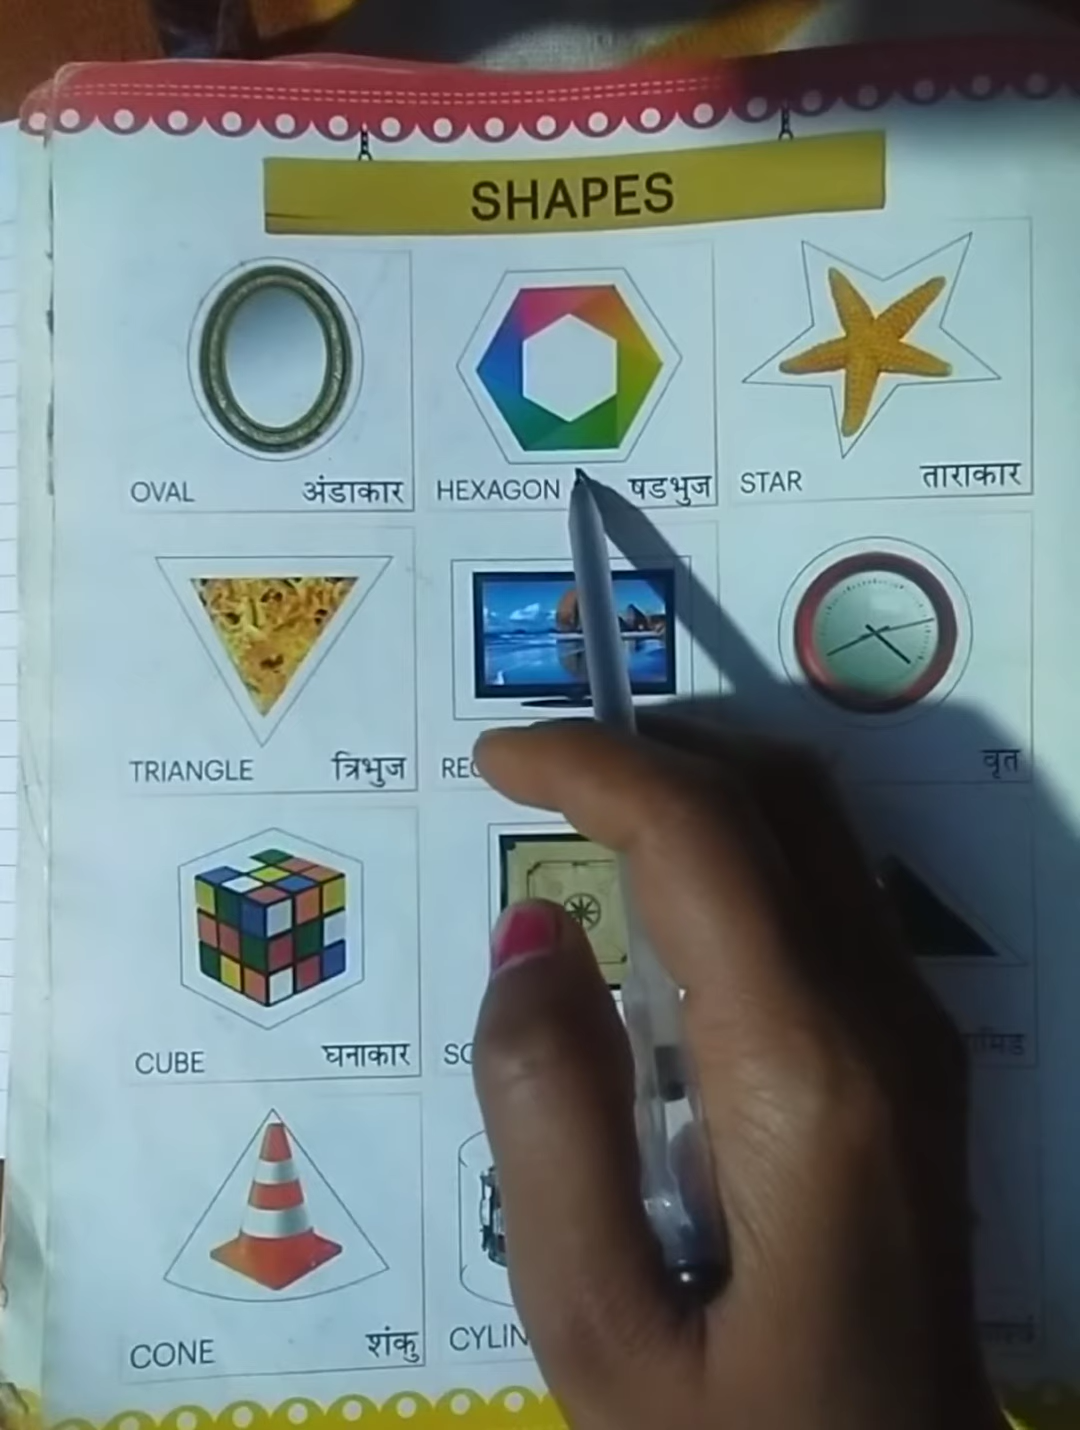 SHAPES
OVAL अंडाकार
HEXAGON षडभुज
STAR ताराकार
TRIANGLE त्रिभुज
वृत
CUBE घनाकार
CONE शंकु